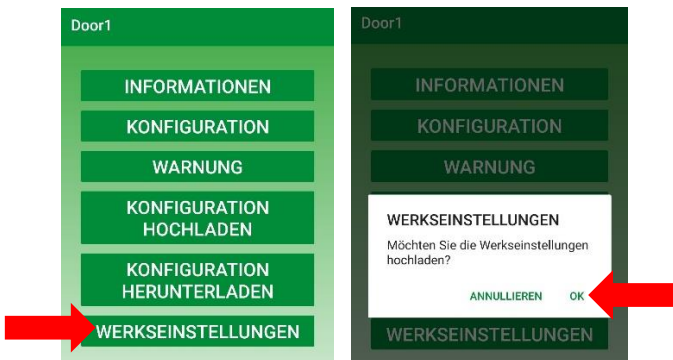 Door1
INFORMATIONEN
KONFIGURATION
WARNUNG
KONFIGURATION
HOCHLADEN
KONFIGURATION
HERUNTERLADEN
WERKSEINSTELLUNGEN
Door1
INFORMATIONEN
KONFIGURATION
WARNUNG
WERKSEINSTELLUNGEN
Möchten Sie die Werkseinstellungen
hochladen?
ANNULLIEREN OK
WERKSEINSTELLUNGEN